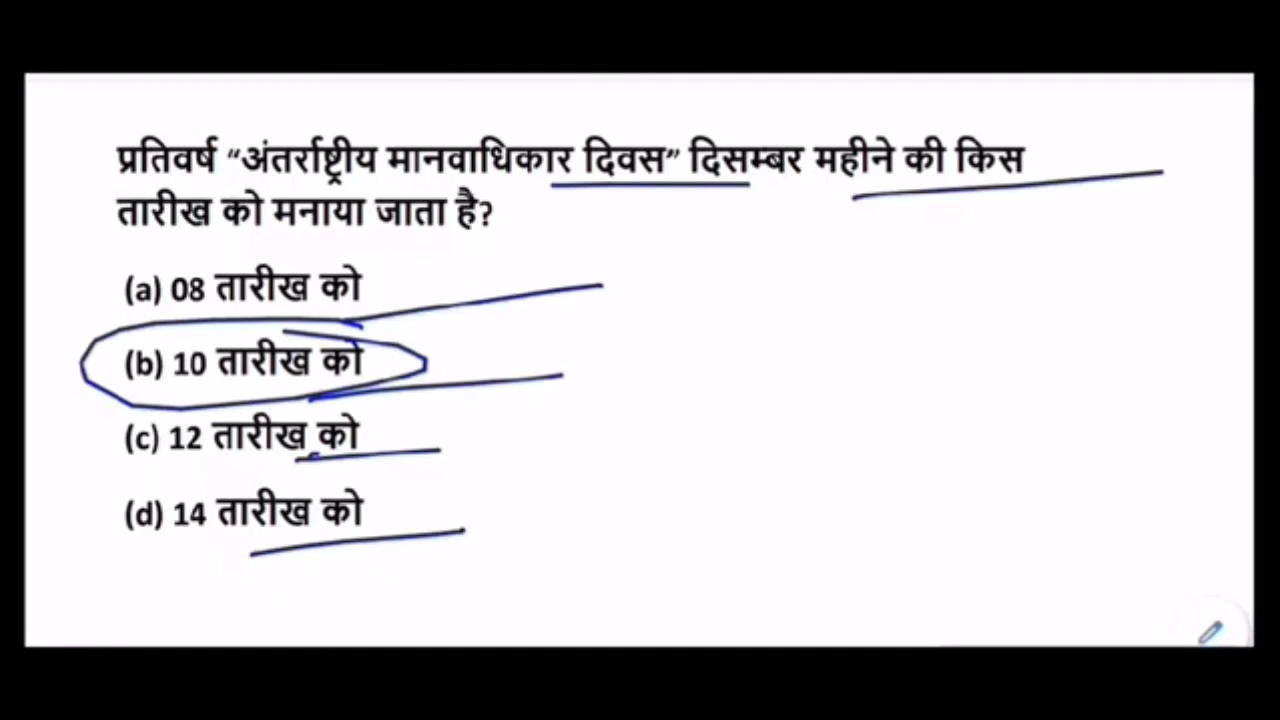 प्रतिवर्ष “अंतर्राष्ट्रीय मानवाधिकार दिवस” दिसम्बर महीने की किस
तारीख को मनाया जाता है?
(a) 08 तारीख को
(b) 10 तारीख को
(c) 12 तारीख को
(d) 14 तारीख को